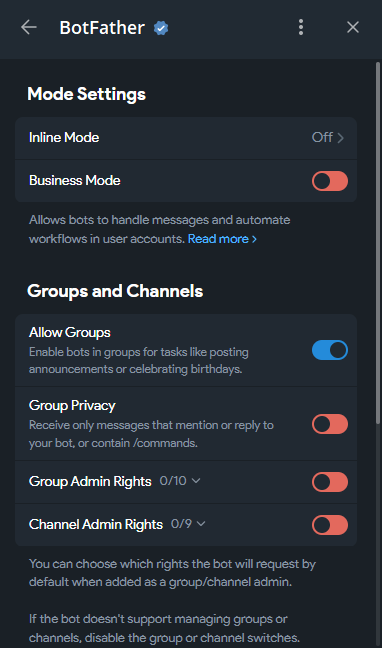 BotFather
Mode Settings
Inline Mode
Off
Business Mode
Allows bots to handle messages and automate
workflows in user accounts. Read more >
Groups and Channels
Allow Groups
Enable bots in groups for tasks like posting
announcements or celebrating birthdays.
Group Privacy
Receive only messages that mention or reply to
your bot, or contain /commands.
Group Admin Rights 0/10
Channel Admin Rights 0/9
You can choose which rights the bot will request by
default when added as a group/channel admin.
If the bot doesn't support managing groups or
channels, disable the group or channel switches.